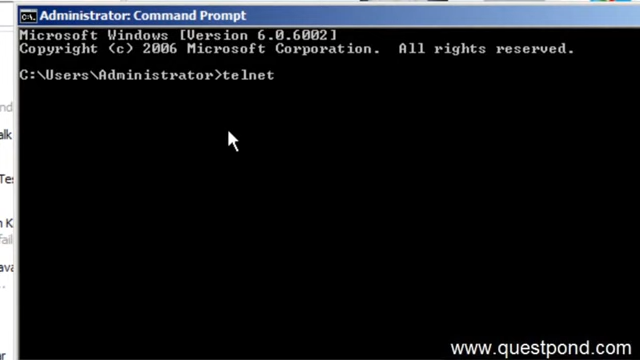 Administrator: Command Prompt
Microsoft Windows [Version 6.0.6002]
Copyright (c) 2006 Microsoft Corporation.  All rights reserved.
C:\Users\Administrator>telnet
www.questpond.com